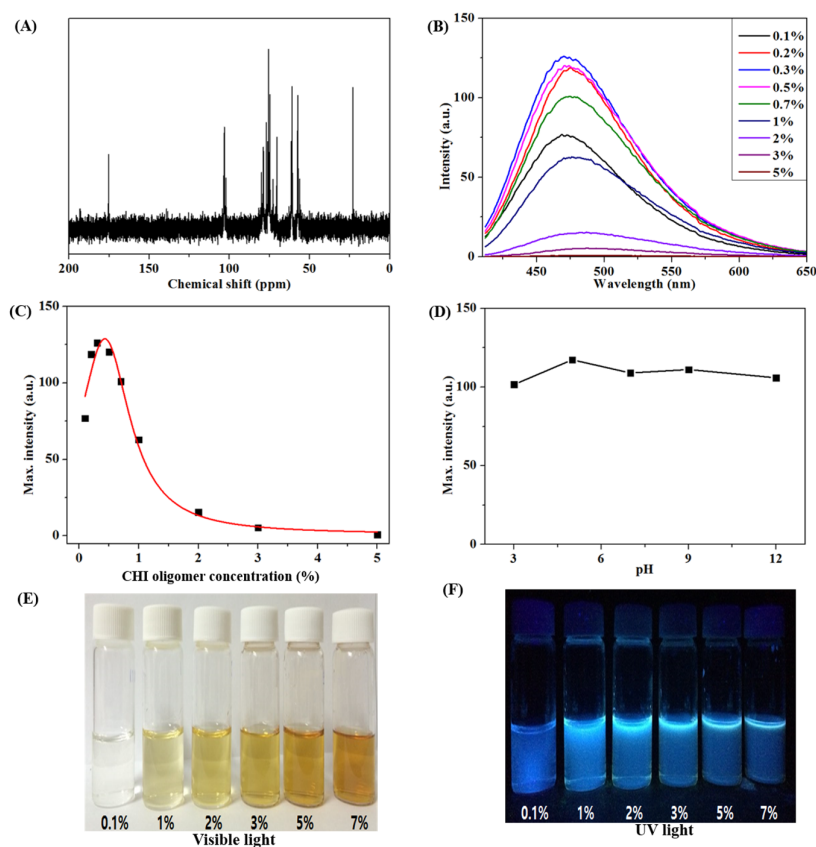 (A)
200 150 100 50 0
Chemical shift (ppm)
(B)
150
100
50
0
Intensity (a.u.)
450 500 550 600 650
Wavelength (nm)
0.1%
0.2%
0.3%
0.5%
0.7%
1%
2%
3%
5%
(C)
150
100
50
0
Max. intensity (a.u.)
0 1 2 3 4 5
CHI oligomer concentration (%)
(D)
150
100
50
0
Max. intensity (a.u.)
3 6 9 12
pH
(E)
0.1% 1% 2% 3% 5% 7%
Visible light
(F)
0.1% 1% 2% 3% 5% 7%
UV light